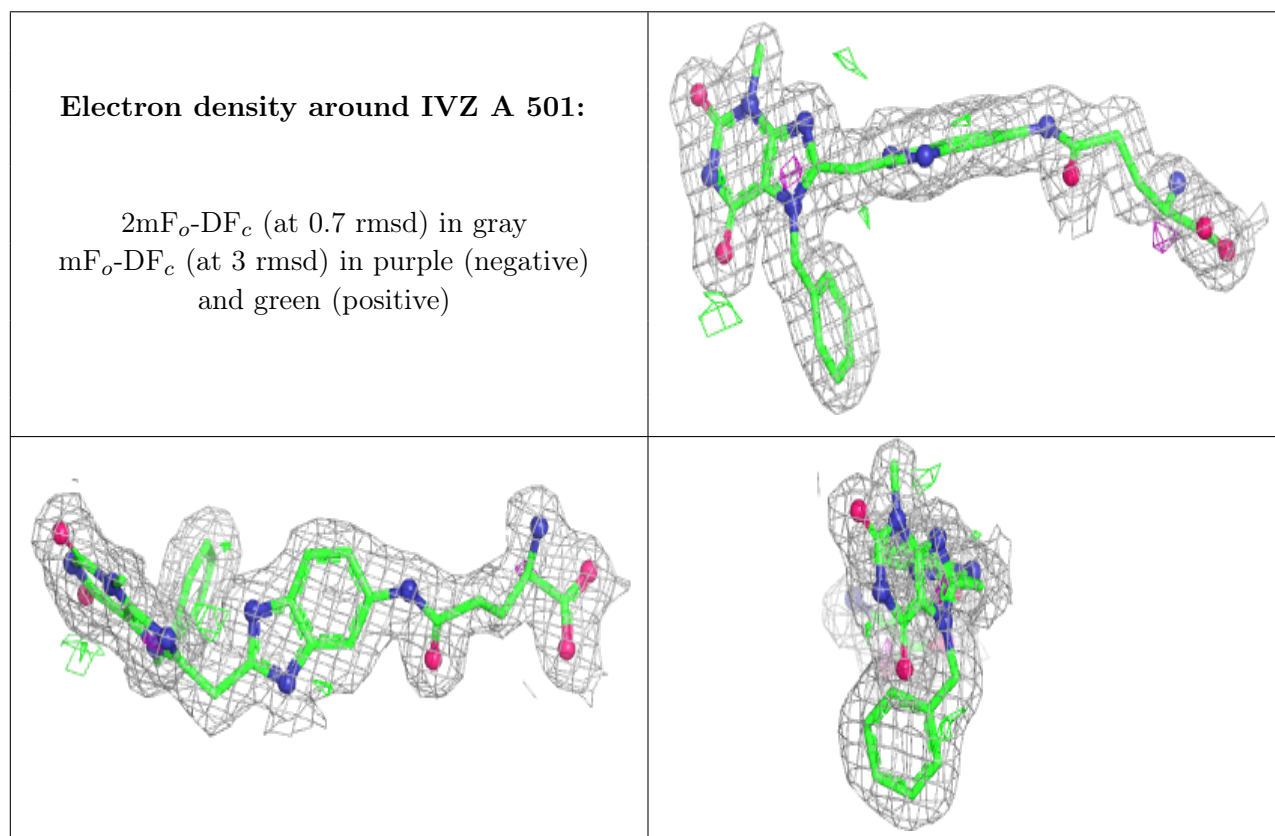 Electron density around IVZ A 501:
2mFo-DFc (at 0.7 rmsd) in gray
mFo-DFc (at 3 rmsd) in purple (negative)
and green (positive)